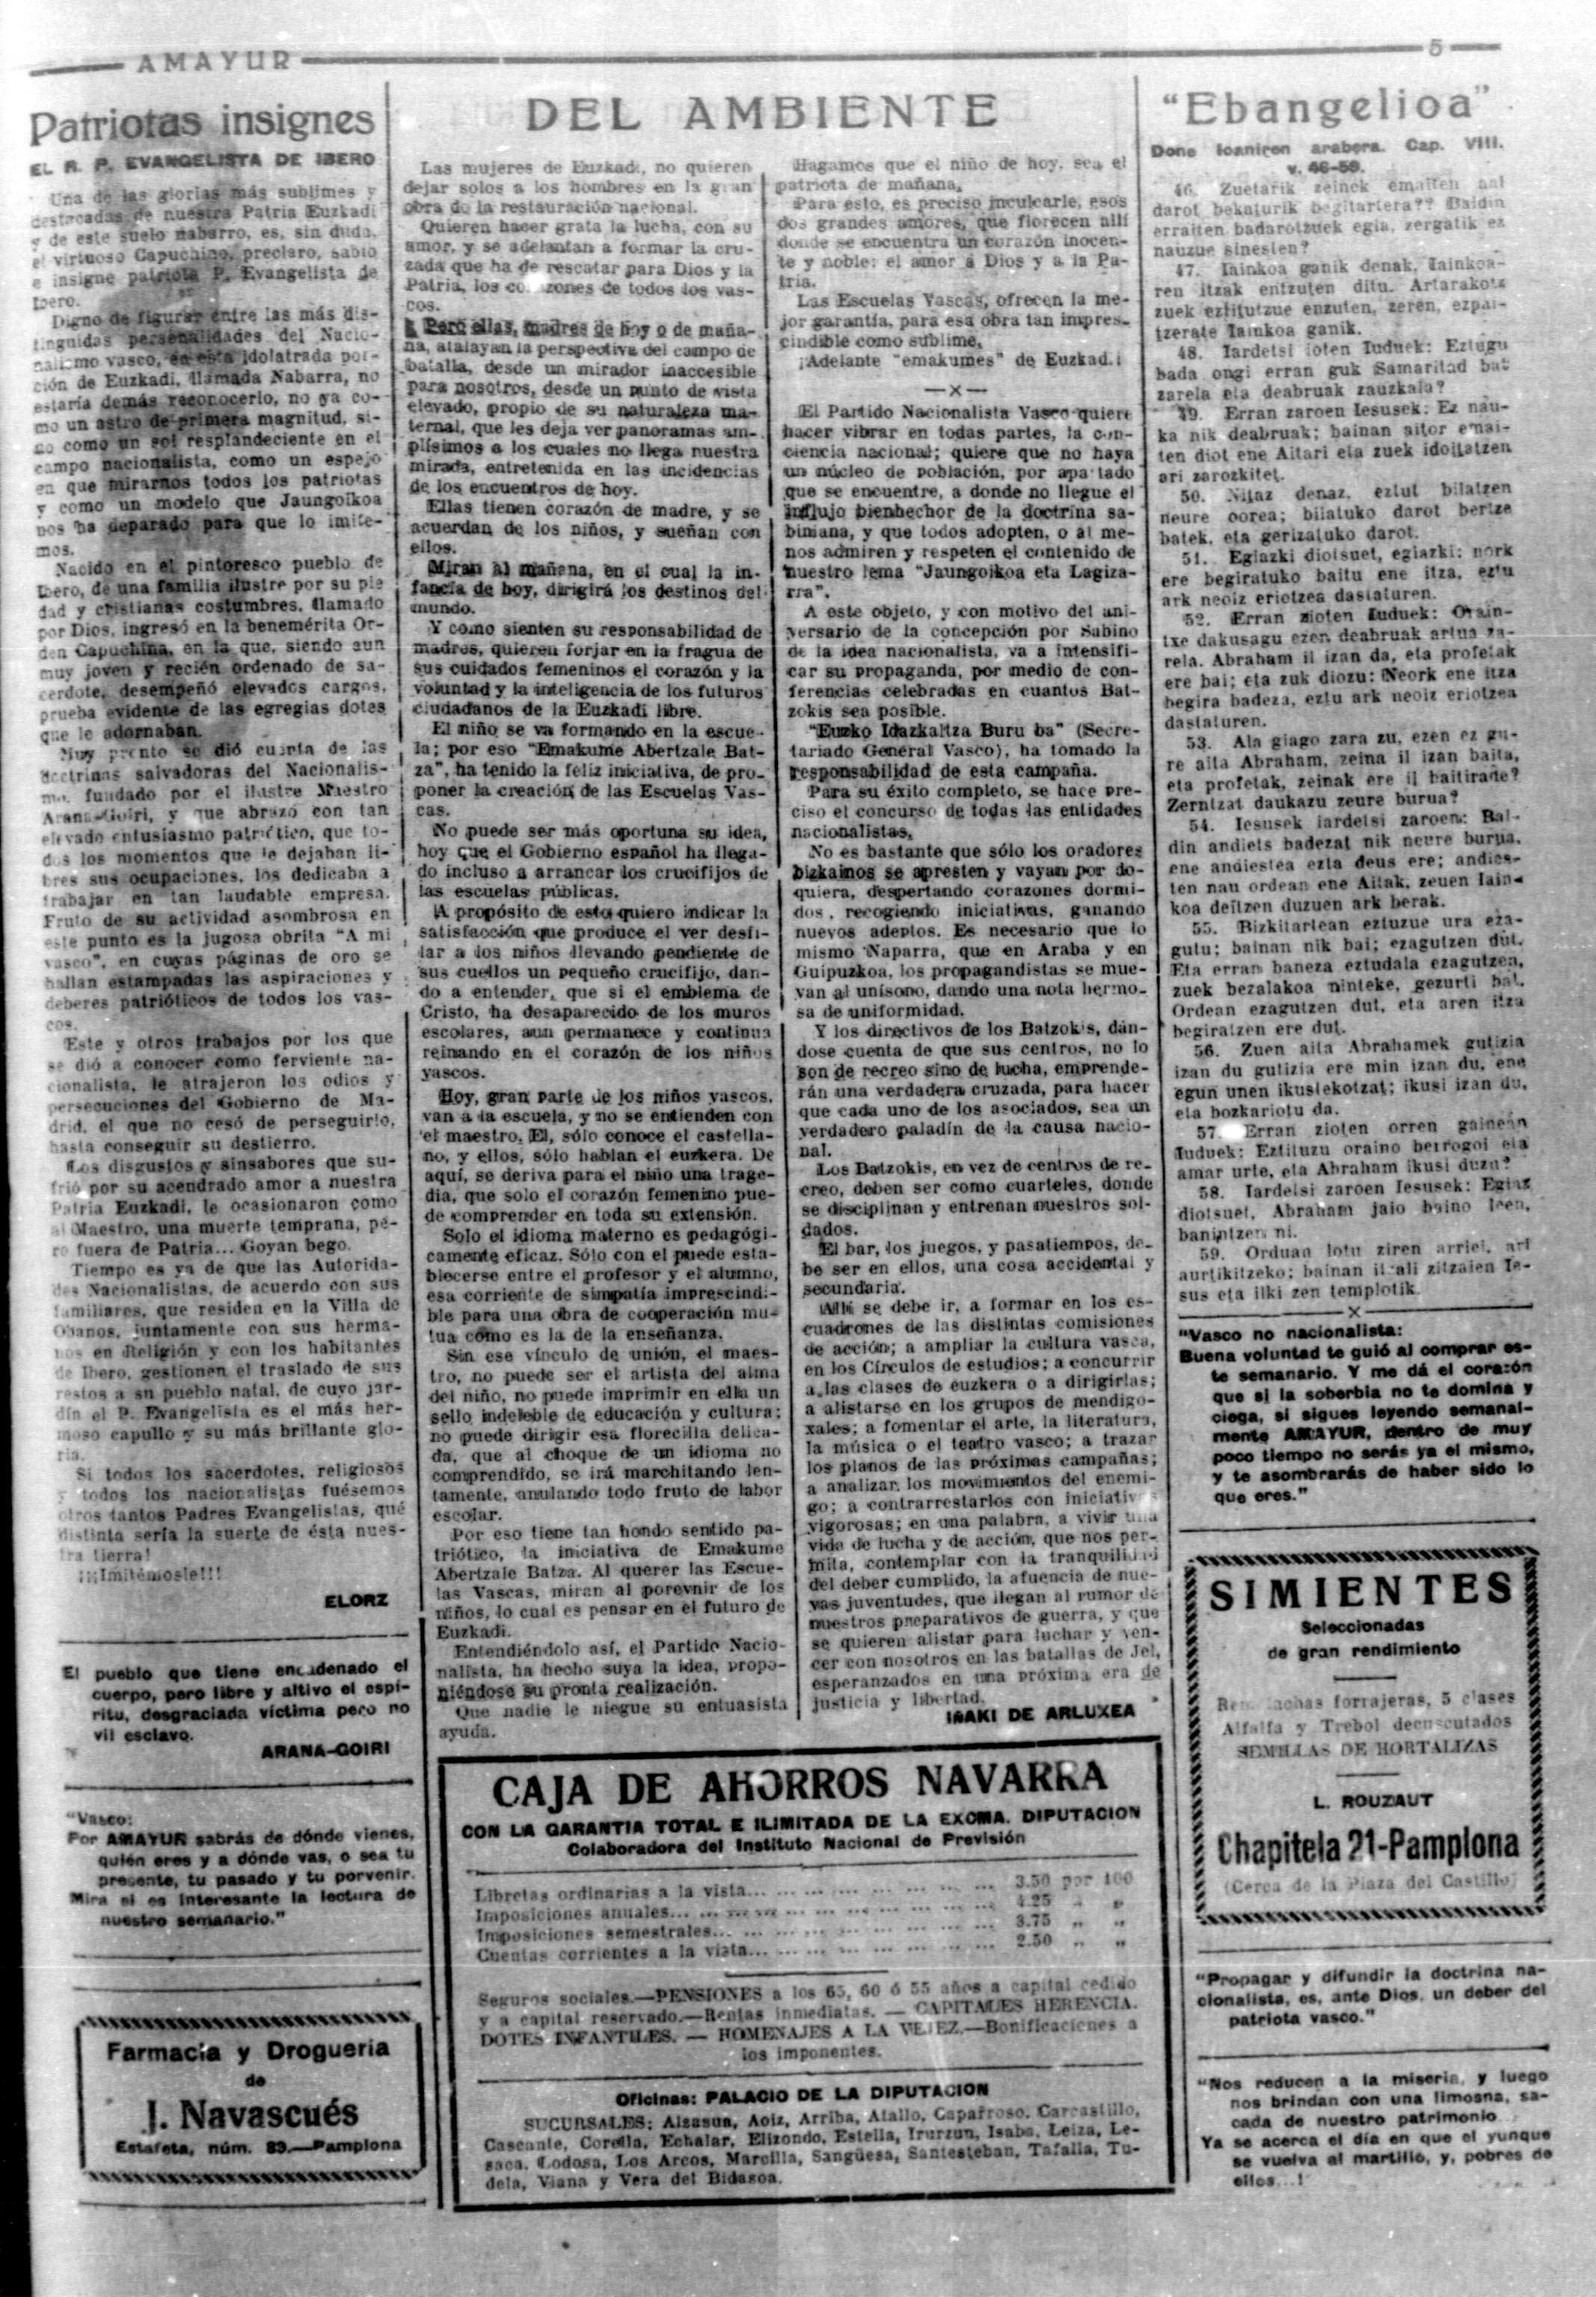 AMAYUR
5
Patriotas insignes
EL R. P. EVANGELISTA DE IBERO
Una de las glorias más sublimes y
destacadas de nuestra Patria Euzkadi
y de este suelo nabarro, es, sin duda,
el virtuoso Capuchino, preclaro, sabio
e insigne patriota P. Evangelista de
Ibero.
Digno de figurar entre las más dis-
tinguidas personalidades del Nacio-
nalismo vasco, en esta idolatrada por-
ción de Euzkadi, llamada Nabarra, no
estaría demás reconocerlo, no ya co-
mo un astro de primera magnitud, si-
no como un sol resplandeciente en el
campo nacionalista, como un espejo
en que mirarnos todos los patriotas
y como un modelo que Jaungoikoa
nos ha deparado para que lo imite-
mos.
Nacido en el pintoresco pueblo de
Ibero, de una familia ilustre por su pie
dad y cristianas costumbres, llamado
por Dios, ingresó en la benemérita Or-
den Capuchina, en la que, siendo aun
muy joven y recién ordenado de sa-
cerdote, desempeñó elevados cargos,
prueba evidente de las egregias dotes
que le adornaban.
Muy pronto se dió cuenta de las
doctrinas salvadoras del Nacionalis-
mo, fundado por el ilustre Maestro
Arana-Goiri, y que abrazó con tan
elevado entusiasmo patriótico, que to-
dos los momentos que le dejaban li-
bres sus ocupaciones, los dedicaba a
trabajar en tan laudable empresa.
Fruto de su actividad asombrosa en
este punto es la jugosa obrita "A mi
vasco", en cuyas páginas de oro se
hallan estampadas las aspiraciones y
deberes patrióticos de todos los vas-
cos.
Este y otros trabajos por los que
se dió a conocer como ferviente na-
cionalista, le atrajeron los odios y
persecuciones del Gobierno de Ma-
drid, el que no cesó de perseguirlo,
hasta conseguir su destierro.
Los disgustos y sinsabores que su-
frió por su acendrado amor a nuestra
Patria Euzkadi, le ocasionaron como
al Maestro, una muerte temprana, pe-
ro fuera de Patria... Goyan bego.
Tiempo es ya de que las Autorida-
des Nacionalistas, de acuerdo con sus
familiares, que residen en la Villa de
Obanos, juntamente con sus herma-
nos en Religión y con los habitantes
de Ibero, gestionen el traslado de sus
restos a su pueblo natal, de cuyo jar-
dín el P. Evangelista es el más her-
moso capullo y su más brillante glo-
ria.
Si todos los sacerdotes, religiosos
y todos los nacionalistas fuésemos
otros tantos Padres Evangelistas, qué
distinta sería la suerte de ésta nues-
tra tierra!
¡¡¡Imitémosle!!!
ELORZ
El pueblo que tiene encadenado el
cuerpo, pero libre y altivo el espí-
ritu, desgraciada víctima pero no
vil esclavo.
ARANA-GOIRI
"Vasco:
Por AMAYUR sabrás de dónde vienes,
quién eres y a dónde vas, o sea tu
presente, tu pasado y tu porvenir.
Mira si es interesante la lectura de
nuestro semanario."
Farmacia y Droguería
de
J. Navascués
Estafeta, núm. 83.—Pamplona
DEL AMBIENTE
Las mujeres de Euzkadi, no quieren
dejar solos a los hombres en la gran
obra de la restauración nacional.
Quieren hacer grata la lucha, con su
amor, y se adelantan a formar la cru-
zada que ha de rescatar para Dios y la
Patria, los corazones de todos los vas-
cos.
Pero ellas, madres de hoy o de maña-
na, atalayan la perspectiva del campo de
batalla, desde un mirador inaccesible
para nosotros, desde un punto de vista
elevado, propio de su naturaleza ma-
ternal, que les deja ver panoramas am-
plísimos a los cuales no llega nuestra
mirada, entretenida en las incidencias
de los encuentros de hoy.
Ellas tienen corazón de madre, y se
acuerdan de los niños, y sueñan con
ellos.
Miran al mañana, en el cual la in-
fancia de hoy, dirigirá los destinos del
mundo.
Y como sienten su responsabilidad de
madres, quieren forjar en la fragua de
sus cuidados femeninos el corazón y la
voluntad y la inteligencia de los futuros
ciudadanos de la Euzkadi libre.
El niño se va formando en la escue-
la; por eso "Emakume Abertzale Bat-
za", ha tenido la feliz iniciativa, de pro-
poner la creación de las Escuelas Vas-
cas.
No puede ser más oportuna su idea,
hoy que el Gobierno español ha llega-
do incluso a arrancar los crucifijos de
las escuelas públicas.
A propósito de esto quiero indicar la
satisfacción que produce el ver desfi-
lar a los niños llevando pendiente de
sus cuellos un pequeño crucifijo, dan-
do a entender, que si el emblema de
Cristo, ha desaparecido de los muros
escolares, aun permanece y continua
reinando en el corazón de los niños
vascos.
Hoy, gran parte de los niños vascos,
van a la escuela, y no se entienden con
el maestro. El, sólo conoce el castella-
no, y ellos, sólo hablan el euzkera. De
aquí, se deriva para el niño una trage-
dia, que solo el corazón femenino pue-
de comprender en toda su extensión.
Solo el idioma materno es pedagógi-
camente eficaz. Sólo con el puede esta-
blecerse entre el profesor y el alumno,
esa corriente de simpatía imprescindi-
ble para una obra de cooperación mu-
tua como es la de la enseñanza.
Sin ese vínculo de unión, el maes-
tro, no puede ser el artista del alma
del niño, no puede imprimir en ella un
sello indeleble de educación y cultura;
no puede dirigir esa florecilla delica-
da, que al choque de un idioma no
comprendido, se irá marchitando len-
tamente, anulando todo fruto de labor
escolar.
Por eso tiene tan hondo sentido pa-
triótico, la iniciativa de Emakume
Abertzale Batza. Al querer las Escue-
las Vascas, miran al porevnir de los
niños, lo cual es pensar en el futuro de
Euzkadi.
Entendiéndolo así, el Partido Nacio-
nalista, ha hecho suya la idea, propo-
niéndose su pronta realización.
Que nadie le niegue su entuasista
ayuda.
Hagamos que el niño de hoy, sea el
patriota de mañana.
Para esto, es preciso inculcarle, esos
dos grandes amores, que florecen allí
donde se encuentra un corazón inocen-
te y noble: el amor a Dios y a la Pa-
tria.
Las Escuelas Vascas, ofrecen la me-
jor garantía, para esa obra tan impres-
cindible como sublime.
¡Adelante "emakumes" de Euzkadi!
—×—
El Partido Nacionalista Vasco quiere
hacer vibrar en todas partes, la con-
ciencia nacional; quiere que no haya
un núcleo de población, por apartado
que se encuentre, a donde no llegue el
influjo bienhechor de la doctrina sa-
biniana, y que todos adopten, o al me-
nos admiren y respeten el contenido de
nuestro lema "Jaungoikoa eta Lagiza-
rra".
A este objeto, y con motivo del ani-
versario de la concepción por Sabino
de la idea nacionalista, va a intensifi-
car su propaganda, por medio de con-
ferencias celebradas en cuantos Bat-
zokis sea posible.
"Euzko Idazkaltza Buru ba" (Secre-
tariado General Vasco), ha tomado la
responsabilidad de esta campaña.
Para su éxito completo, se hace pre-
ciso el concurso de todas las entidades
nacionalistas.
No es bastante que sólo los oradores
bizkainos se apresten y vayan por do-
quiera, despertando corazones dormi-
dos, recogiendo iniciativas, ganando
nuevos adeptos. Es necesario que lo
mismo Naparra, que en Araba y en
Guipuzkoa, los propagandistas se mue-
van al unísono, dando una nota hermo-
sa de uniformidad.
Y los directivos de los Batzokis, dán-
dose cuenta de que sus centros, no lo
son de recreo sino de lucha, emprende-
rán una verdadera cruzada, para hacer
que cada uno de los asociados, sea un
verdadero paladín de la causa nacio-
nal.
Los Batzokis, en vez de centros de re-
creo, deben ser como cuarteles, donde
se disciplinan y entrenan nuestros sol-
dados.
El bar, los juegos, y pasatiempos, de-
be ser en ellos, una cosa accidental y
secundaria.
Allí se debe ir, a formar en los es-
cuadrones de las distintas comisiones
de acción; a ampliar la cultura vasca,
en los Círculos de estudios; a concurrir
a las clases de euzkera o a dirigirlas;
a alistarse en los grupos de mendigo-
xales; a fomentar el arte, la literatura,
la música o el teatro vasco; a trazar
los planos de las próximas campañas;
a analizar los movimientos del enemi-
go; a contrarrestarlos con iniciativas
vigorosas; en una palabra, a vivir una
vida de lucha y de acción, que nos per-
mita, contemplar con la tranquilidad
del deber cumplido, la afuencia de nue-
vas juventudes, que llegan al rumor de
nuestros preparativos de guerra, y que
se quieren alistar para luchar y ven-
cer con nosotros en las batallas de Jel,
esperanzados en una próxima era de
justicia y libertad.
IÑAKI DE ARLUXEA
CAJA DE AHORROS NAVARRA
CON LA GARANTIA TOTAL E ILIMITADA DE LA EXCMA. DIPUTACION
Colaboradora del Instituto Nacional de Previsión
Libretas ordinarias a la vista... 3.50 por 100
Imposiciones anuales... 4.25 " "
Imposiciones semestrales... 3.75 " "
Cuentas corrientes a la vista... 2.50 " "
Seguros sociales.—PENSIONES a los 65, 60 ó 55 años a capital cedido
y a capital reservado.—Rentas inmediatas. — CAPITALES HERENCIA.
DOTES INFANTILES. — HOMENAJES A LA VEJEZ.—Bonificaciones a
los imponentes.
Oficinas: PALACIO DE LA DIPUTACION
SUCURSALES: Alsasua, Aoiz, Arriba, Atallo, Caparroso, Carcastillo,
Cascante, Corella, Echalar, Elizondo, Estella, Irurzun, Isaba, Leiza, Le-
saca, Lodosa, Los Arcos, Marcilla, Sangüesa, Santesteban, Tafalla, Tu-
dela, Viana y Vera del Bidasoa.
"Ebangelioa"
Done Ioaniren arabera. Cap. VIII.
v. 46-59.
46. Zuetarik zeinek emaiten nal
darot bekaturik begitartera?? Baldin
erraiten badarotzuek egia, zergatik ez
nauzue sinesten?
47. Iainkoa ganik denak, Iainkoa-
ren itzak entzuten ditu. Artarakotz
zuek eztitutzue enzuten, zeren, ezpai-
tzerate Iainkoa ganik.
48. Iardetsi ioten Iuduek: Eztugu
bada ongi erran guk Samaritad bat
zarela eta deabruak zauzkala?
49. Erran zaroen Iesusek: Ez nau-
ka nik deabruak; bainan aitor emai-
ten diot ene Aitari eta zuek idoilatzen
ari zarozkitet.
50. Nitaz denaz, eztut bilatzen
neure oorea; bilatuko darot bertze
batek, eta gerizatuko darot.
51. Egiazki diotsuet, egiazki: nork
ere begiratuko baitu ene itza, eztu
ark neoiz eriotzea dastaturen.
52. Erran zioten Iuduek: Orain-
txe dakusagu ezen deabruak artua za-
rela. Abraham il izan da, eta profetak
ere bai; eta zuk diozu: Neork ene itza
begira badeza, eztu ark neoiz eriotzea
dastaturen.
53. Ala giago zara zu, ezen ez gu-
re aita Abraham, zeina il izan baita,
eta profetak, zeinak ere il baitirade?
Zerntzat daukazu zeure burua?
54. Iesusek iardetsi zaroen: Bal-
din andiets badezat nik neure burua,
ene andiestea ezta deus ere; andies-
ten nau ordean ene Aitak, zeuen Iain-
koa deitzen duzuen ark berak.
55. Bizkitartean eztuzue ura eza-
gutu; bainan nik bai; ezagutzen dut.
Eta erran baneza eztudala ezagutzen,
zuek bezalakoa ninteke, gezurti bat.
Ordean ezagutzen dut, eta aren itza
begiratzen ere dut.
56. Zuen aita Abrahamek gutizia
izan du gutizia ere min izan du, ene
egun unen ikustekotzat; ikusi izan du,
eta bozkariotu da.
57. Erran zioten orren gainean
Iuduek: Eztituzu oraino berrogoi eta
amar urte, eta Abraham ikusi duzu?
58. Iardetsi zaroen Iesusek: Egiaz
diotsuet, Abraham jaio baino leen,
banintzen ni.
59. Orduan lotu ziren arriei, ari
aurtikitzeko; bainan itzali zitzaien Ie-
sus eta ilki zen templotik.
×
"Vasco no nacionalista:
Buena voluntad te guió al comprar es-
te semanario. Y me dá el corazón
que si la soberbia no te domina y
ciega, si sigues leyendo semanal-
mente AMAYUR, dentro de muy
poco tiempo no serás ya el mismo,
y te asombrarás de haber sido lo
que eres."
SIMIENTES
Seleccionadas
de gran rendimiento
Remolachas forrajeras, 5 clases
Alfalfa y Trebol decuscutados
SEMILLAS DE HORTALIZAS
L. ROUZAUT
Chapitela 21-Pamplona
(Cerca de la Plaza del Castillo)
"Propagar y difundir la doctrina na-
cionalista, es, ante Dios, un deber del
patriota vasco."
"Nos reducen a la miseria, y luego
nos brindan con una limosna, sa-
cada de nuestro patrimonio
Ya se acerca el día en que el yunque
se vuelva al martillo, y, pobres de
ellos...!